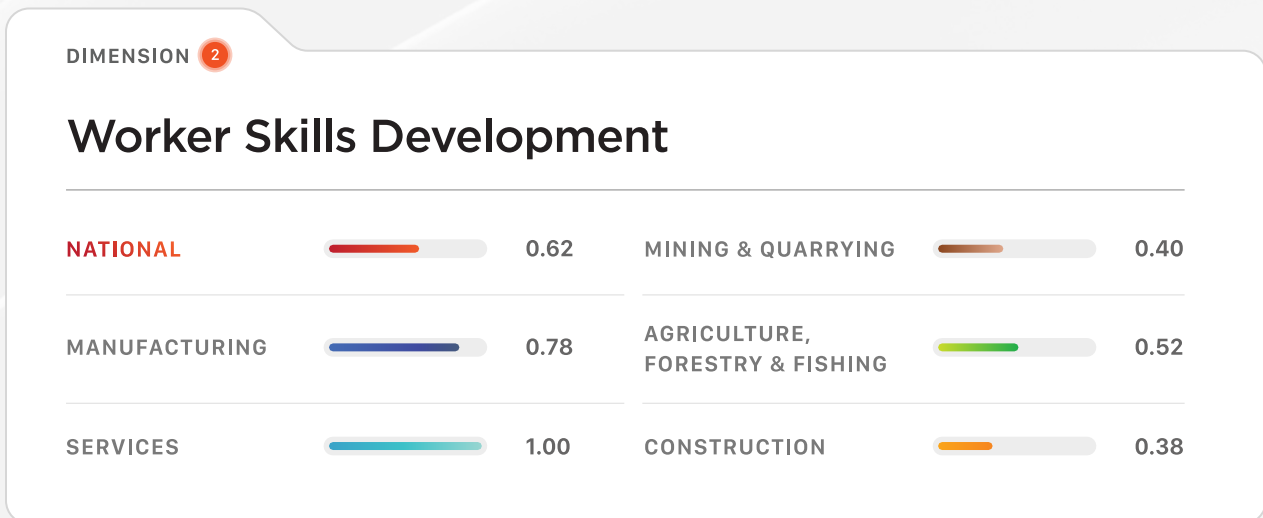 DIMENSION 2
Worker Skills Development
NATIONAL 0.62
MINING & QUARRYING 0.40
MANUFACTURING 0.78
AGRICULTURE,
FORESTRY & FISHING 0.52
SERVICES 1.00
CONSTRUCTION 0.38